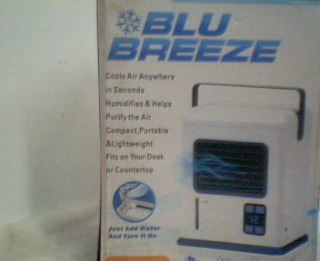 BLU
BREEZE
Cools Air Anywhere
in Seconds
Humidifies & Helps
Purify the Air
Compact,Portable
&Lightweight
Fits on Your Desk
or Countertop
Just Add Water
And Turn It On
12